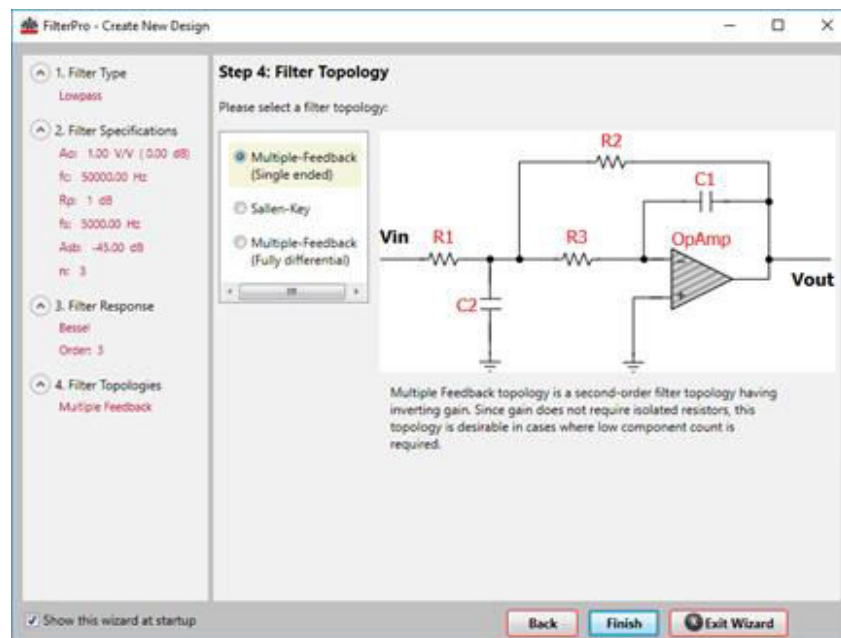 FilterPro - Create New Design
1. Filter Type
Lowpass
2. Filter Specifications
Ao: 1.00 V/V ( 0.00 dB)
fc: 50000.00 Hz
Rp: 1 dB
fs: 5000.00 Hz
Asb: -45.00 dB
n: 3
3. Filter Response
Bessel
Order: 3
4. Filter Topologies
Multiple Feedback
Step 4: Filter Topology
Please select a filter topology:
Multiple-Feedback
(Single ended)
Sallen-Key
Multiple-Feedback
(Fully differential)
R2
C1
Vin
R1
R3
OpAmp
Vout
C2
Multiple Feedback topology is a second-order filter topology having
inverting gain. Since gain does not require isolated resistors, this
topology is desirable in cases where low component count is
required.
Show this wizard at startup
Back
Finish
Exit Wizard